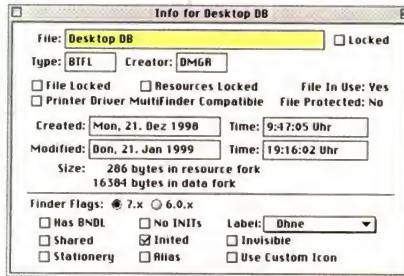 Info for Desktop DB
File: Desktop DB Locked
Type: BTFL Creator: DMGR
File Locked Resources Locked File In Use: Yes
Printer Driver MultiFinder Compatible File Protected: No
Created: Mon, 21. Dez 1998 Time: 9:47:05 Uhr
Modified: Don, 21. Jan 1999 Time: 19:16:02 Uhr
Size: 286 bytes in resource fork
16384 bytes in data fork
Finder Flags: 7.x 6.0.x
Has BNDL No INITs Label: Ohne
Shared Inited Invisible
Stationery Alias Use Custom Icon